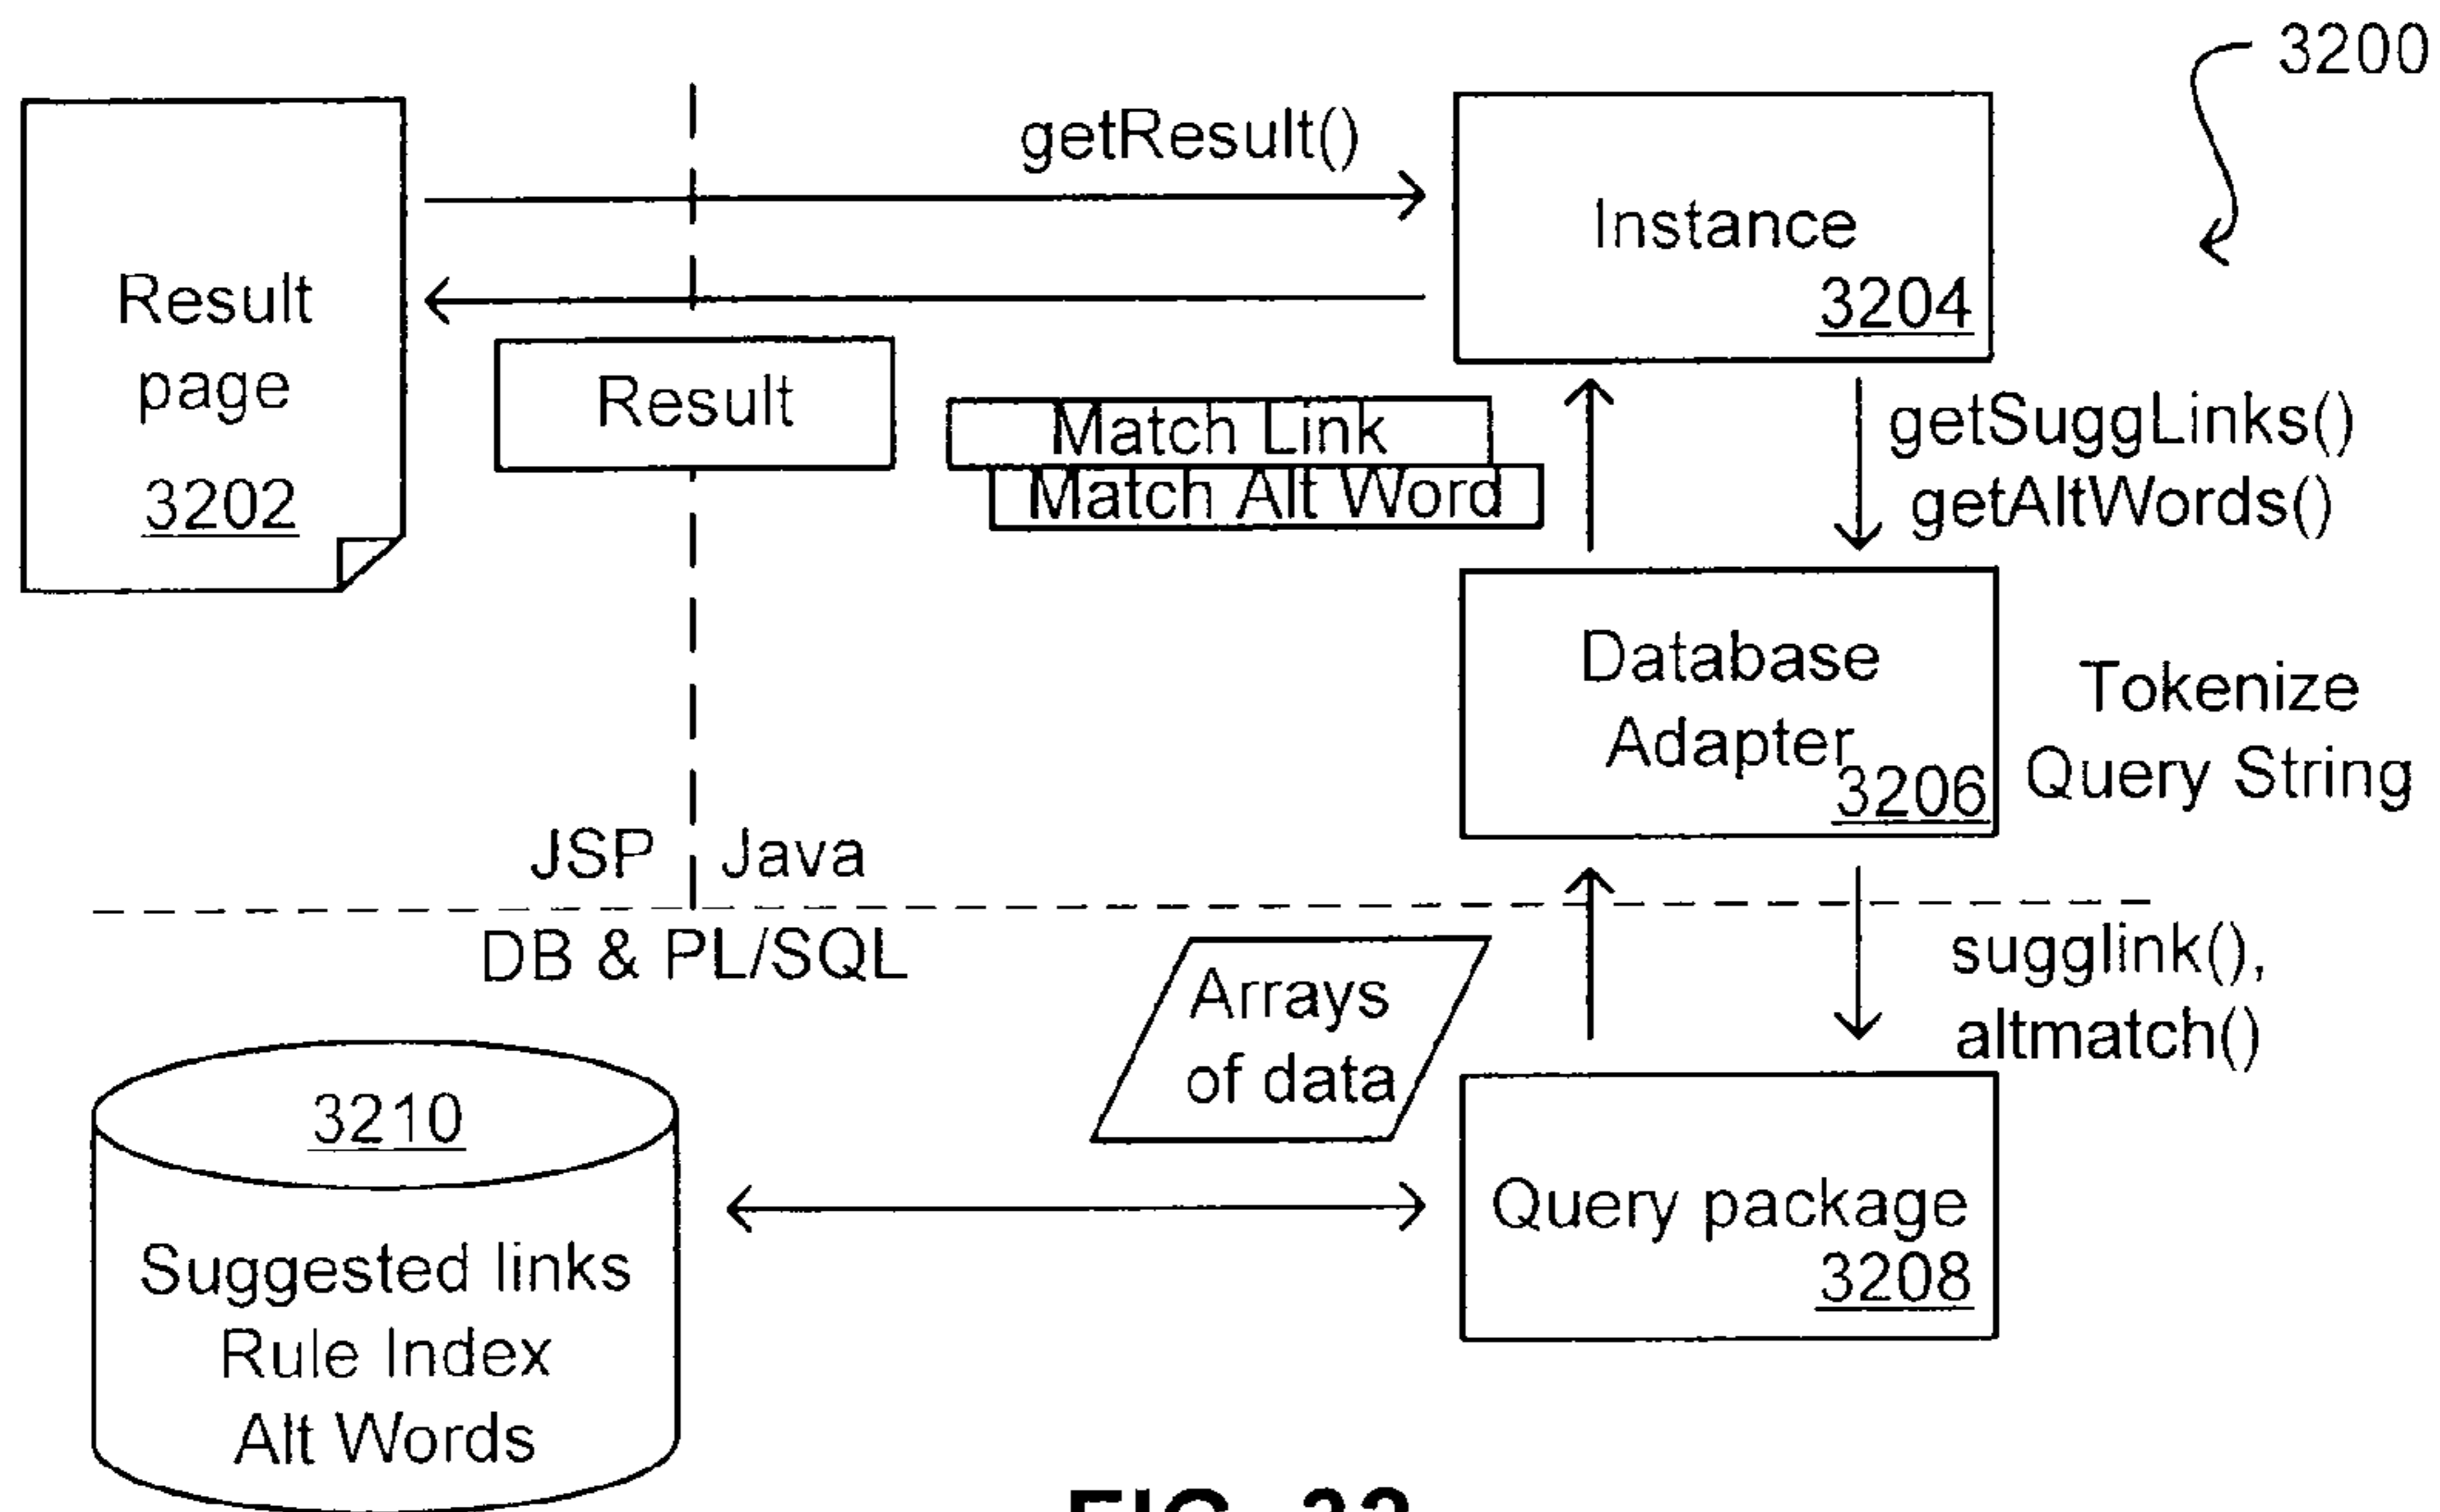 3200
getResult()
Instance
3204
Result
page
3202
Result
Match Link
Match Alt Word
getSuggLinks()
getAltWords()
Database
Adapter
3206
Tokenize
Query String
JSP
Java
DB & PL/SQL
sugglink(),
altmatch()
Arrays
of data
3210
Suggested links
Rule Index
Alt Words
Query package
3208
FIG. 32